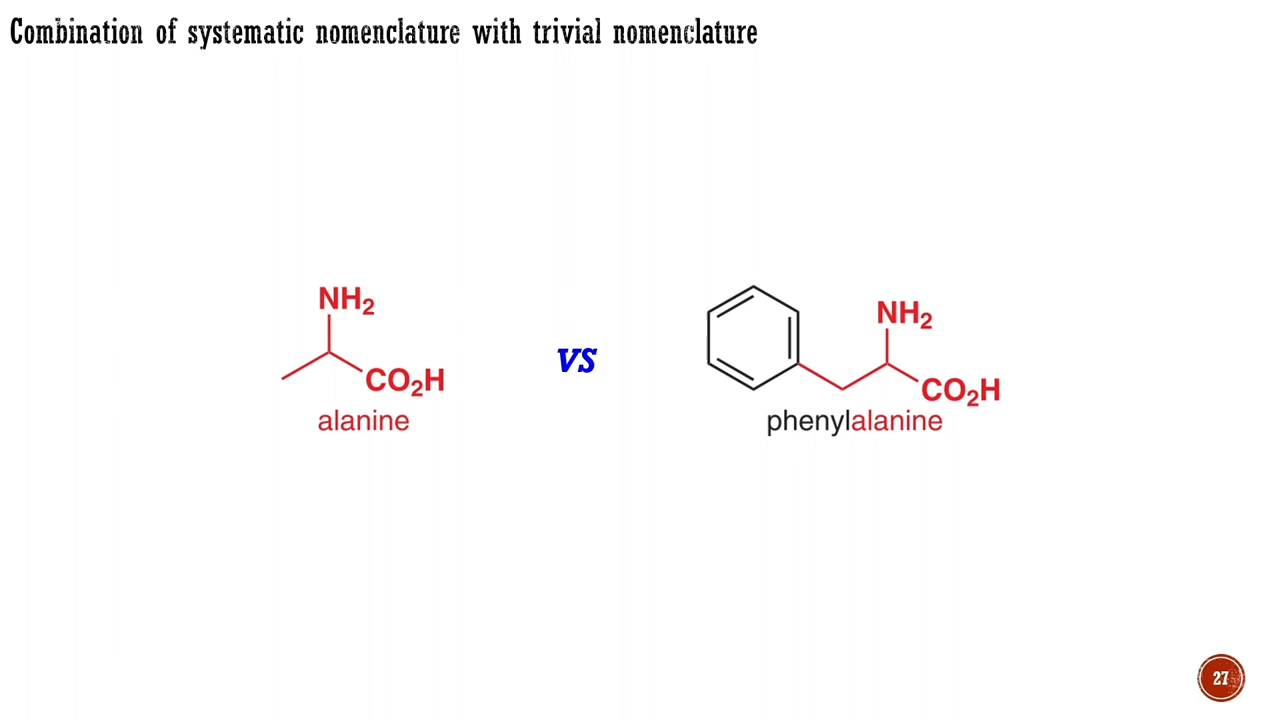 Combination of systematic nomenclature with trivial nomenclature
NH₂
CO₂H
alanine
vs
NH₂
CO₂H
phenylalanine
27